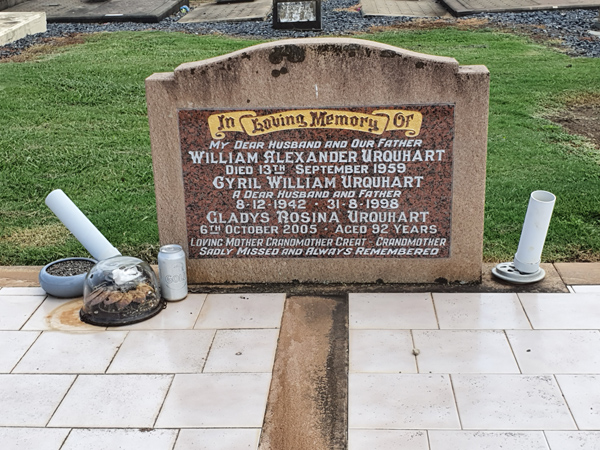 In Loving Memory Of
My Dear Husband and Our Father
William Alexander Urquhart
Died 13th September 1959
Cyril William Urquhart
A Dear Husband and Father
8-12-1942 · 31-8-1998
Gladys Rosina Urquhart
6th October 2005 · Aged 92 Years
Loving Mother Grandmother Great - Grandmother
Sadly Missed and Always Remembered